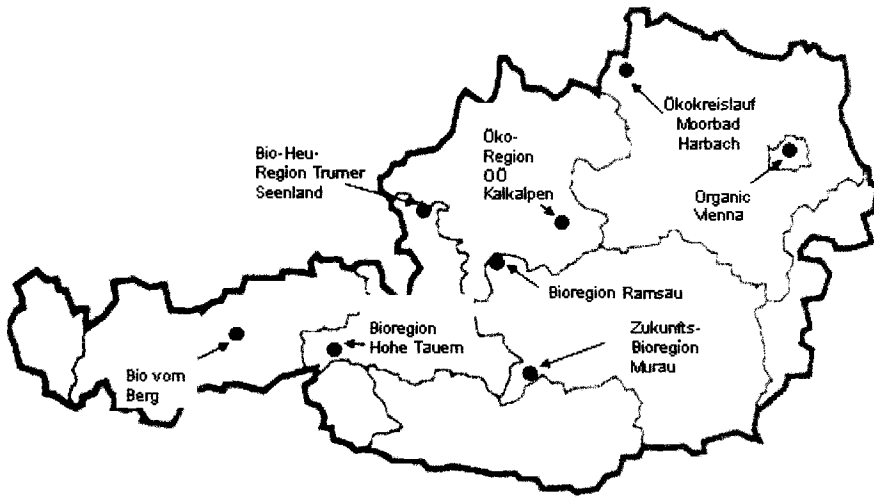 Ökokreislauf
Moorbad
Harbach
Öko-
Region
OÖ
Kalkalpen
Bio-Heu-
Region Trumer
Seenland
Organic
Vienna
Bioregion Ramsau
Bioregion
Hohe Tauern
Zukunfts-
Bioregion
Murau
Bio vom
Berg